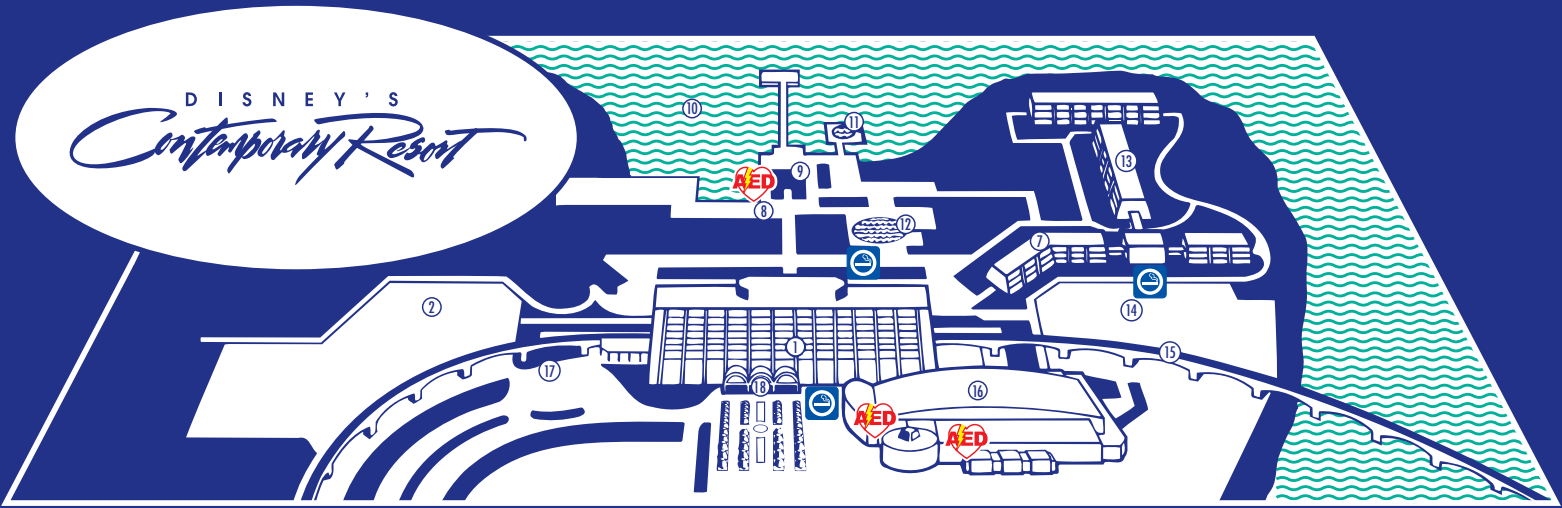 DISNEY'S
Contemporary Resort
10
11
13
9
AED
8
12
7
2
14
1
15
17
18
16
AED
AED